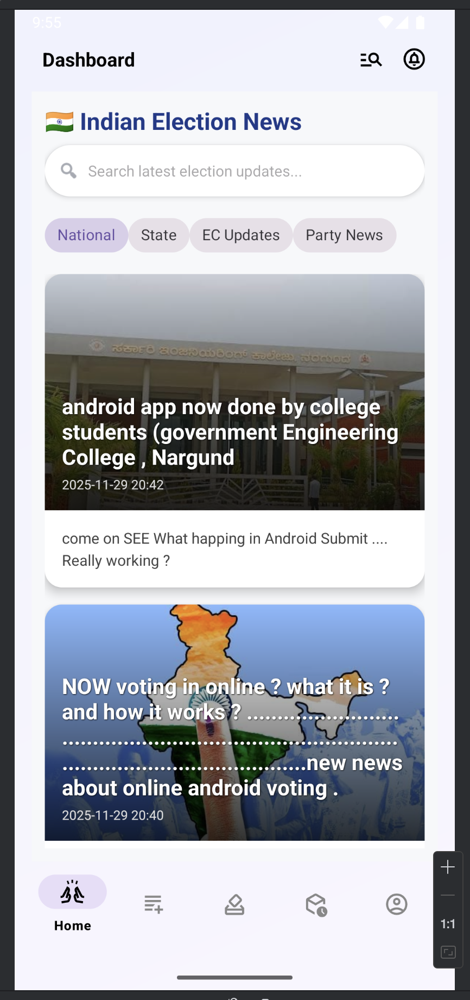 9:55
Dashboard
🇮🇳 Indian Election News
Search latest election updates...
National
State
EC Updates
Party News
ಸರ್ಕಾರಿ ಇಂಜಿನಿಯರಿಂಗ್ ಕಾಲೇಜು, ನರಗುಂದ
android app now done by college
students (government Engineering
College , Nargund
2025-11-29 20:42
come on SEE What happing in Android Submit ....
Really working ?
NOW voting in online ? what it is ?
and how it works ? .........................
.......................................................
........................................new news
about online android voting .
2025-11-29 20:40
Home
1:1